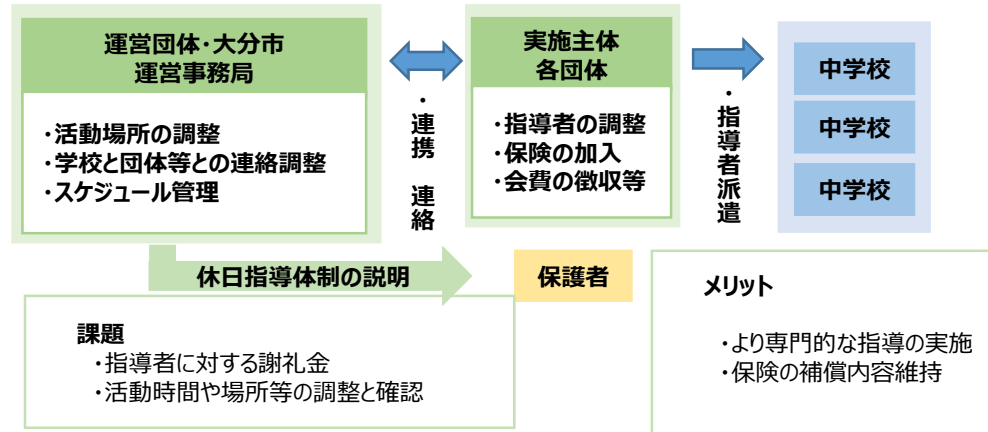 運営団体・大分市
運営事務局
・活動場所の調整
・学校と団体等との連絡調整
・スケジュール管理
・連携　連絡
実施主体
各団体
・指導者の調整
・保険の加入
・会費の徴収等
・指導者派遣
中学校
中学校
中学校
休日指導体制の説明
保護者
課題
・指導者に対する謝礼金
・活動時間や場所等の調整と確認
メリット
・より専門的な指導の実施
・保険の補償内容維持